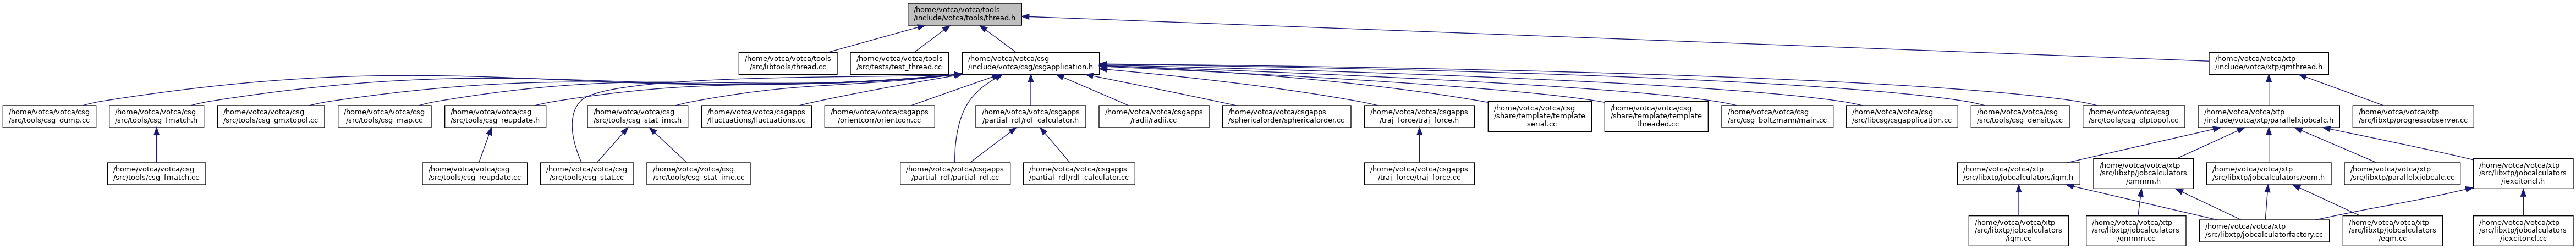 /home/votca/votca/tools
/include/votca/tools/thread.h
/home/votca/votca/tools
/src/libtools/thread.cc
/home/votca/votca/tools
/src/tests/test_thread.cc
/home/votca/votca/csg
/include/votca/csg/csgapplication.h
/home/votca/votca/xtp
/include/votca/xtp/qmthread.h
/home/votca/votca/csg
/src/tools/csg_dump.cc
/home/votca/votca/csg
/src/tools/csg_fmatch.h
/home/votca/votca/csg
/src/tools/csg_gmxtopol.cc
/home/votca/votca/csg
/src/tools/csg_map.cc
/home/votca/votca/csg
/src/tools/csg_reupdate.h
/home/votca/votca/csg
/src/tools/csg_stat_imc.h
/home/votca/votca/csgapps
/fluctuations/fluctuations.cc
/home/votca/votca/csgapps
/orientcorr/orientcorr.cc
/home/votca/votca/csgapps
/partial_rdf/rdf_calculator.h
/home/votca/votca/csgapps
/radii/radii.cc
/home/votca/votca/csgapps
/sphericalorder/sphericalorder.cc
/home/votca/votca/csgapps
/traj_force/traj_force.h
/home/votca/votca/csg
/share/template/template
_serial.cc
/home/votca/votca/csg
/share/template/template
_threaded.cc
/home/votca/votca/csg
/src/csg_boltzmann/main.cc
/home/votca/votca/csg
/src/libcsg/csgapplication.cc
/home/votca/votca/csg
/src/tools/csg_density.cc
/home/votca/votca/csg
/src/tools/csg_dlptopol.cc
/home/votca/votca/xtp
/include/votca/xtp/parallelxjobcalc.h
/home/votca/votca/xtp
/src/libxtp/progressobserver.cc
/home/votca/votca/csg
/src/tools/csg_fmatch.cc
/home/votca/votca/csg
/src/tools/csg_reupdate.cc
/home/votca/votca/csg
/src/tools/csg_stat.cc
/home/votca/votca/csg
/src/tools/csg_stat_imc.cc
/home/votca/votca/csgapps
/partial_rdf/partial_rdf.cc
/home/votca/votca/csgapps
/partial_rdf/rdf_calculator.cc
/home/votca/votca/csgapps
/traj_force/traj_force.cc
/home/votca/votca/xtp
/src/libxtp/jobcalculators/iqm.h
/home/votca/votca/xtp
/src/libxtp/jobcalculators
/qmmm.h
/home/votca/votca/xtp
/src/libxtp/jobcalculators/eqm.h
/home/votca/votca/xtp
/src/libxtp/parallelxjobcalc.cc
/home/votca/votca/xtp
/src/libxtp/jobcalculators
/iexcitoncl.h
/home/votca/votca/xtp
/src/libxtp/jobcalculators
/iqm.cc
/home/votca/votca/xtp
/src/libxtp/jobcalculators
/qmmm.cc
/home/votca/votca/xtp
/src/libxtp/jobcalculatorfactory.cc
/home/votca/votca/xtp
/src/libxtp/jobcalculators
/eqm.cc
/home/votca/votca/xtp
/src/libxtp/jobcalculators
/iexcitoncl.cc